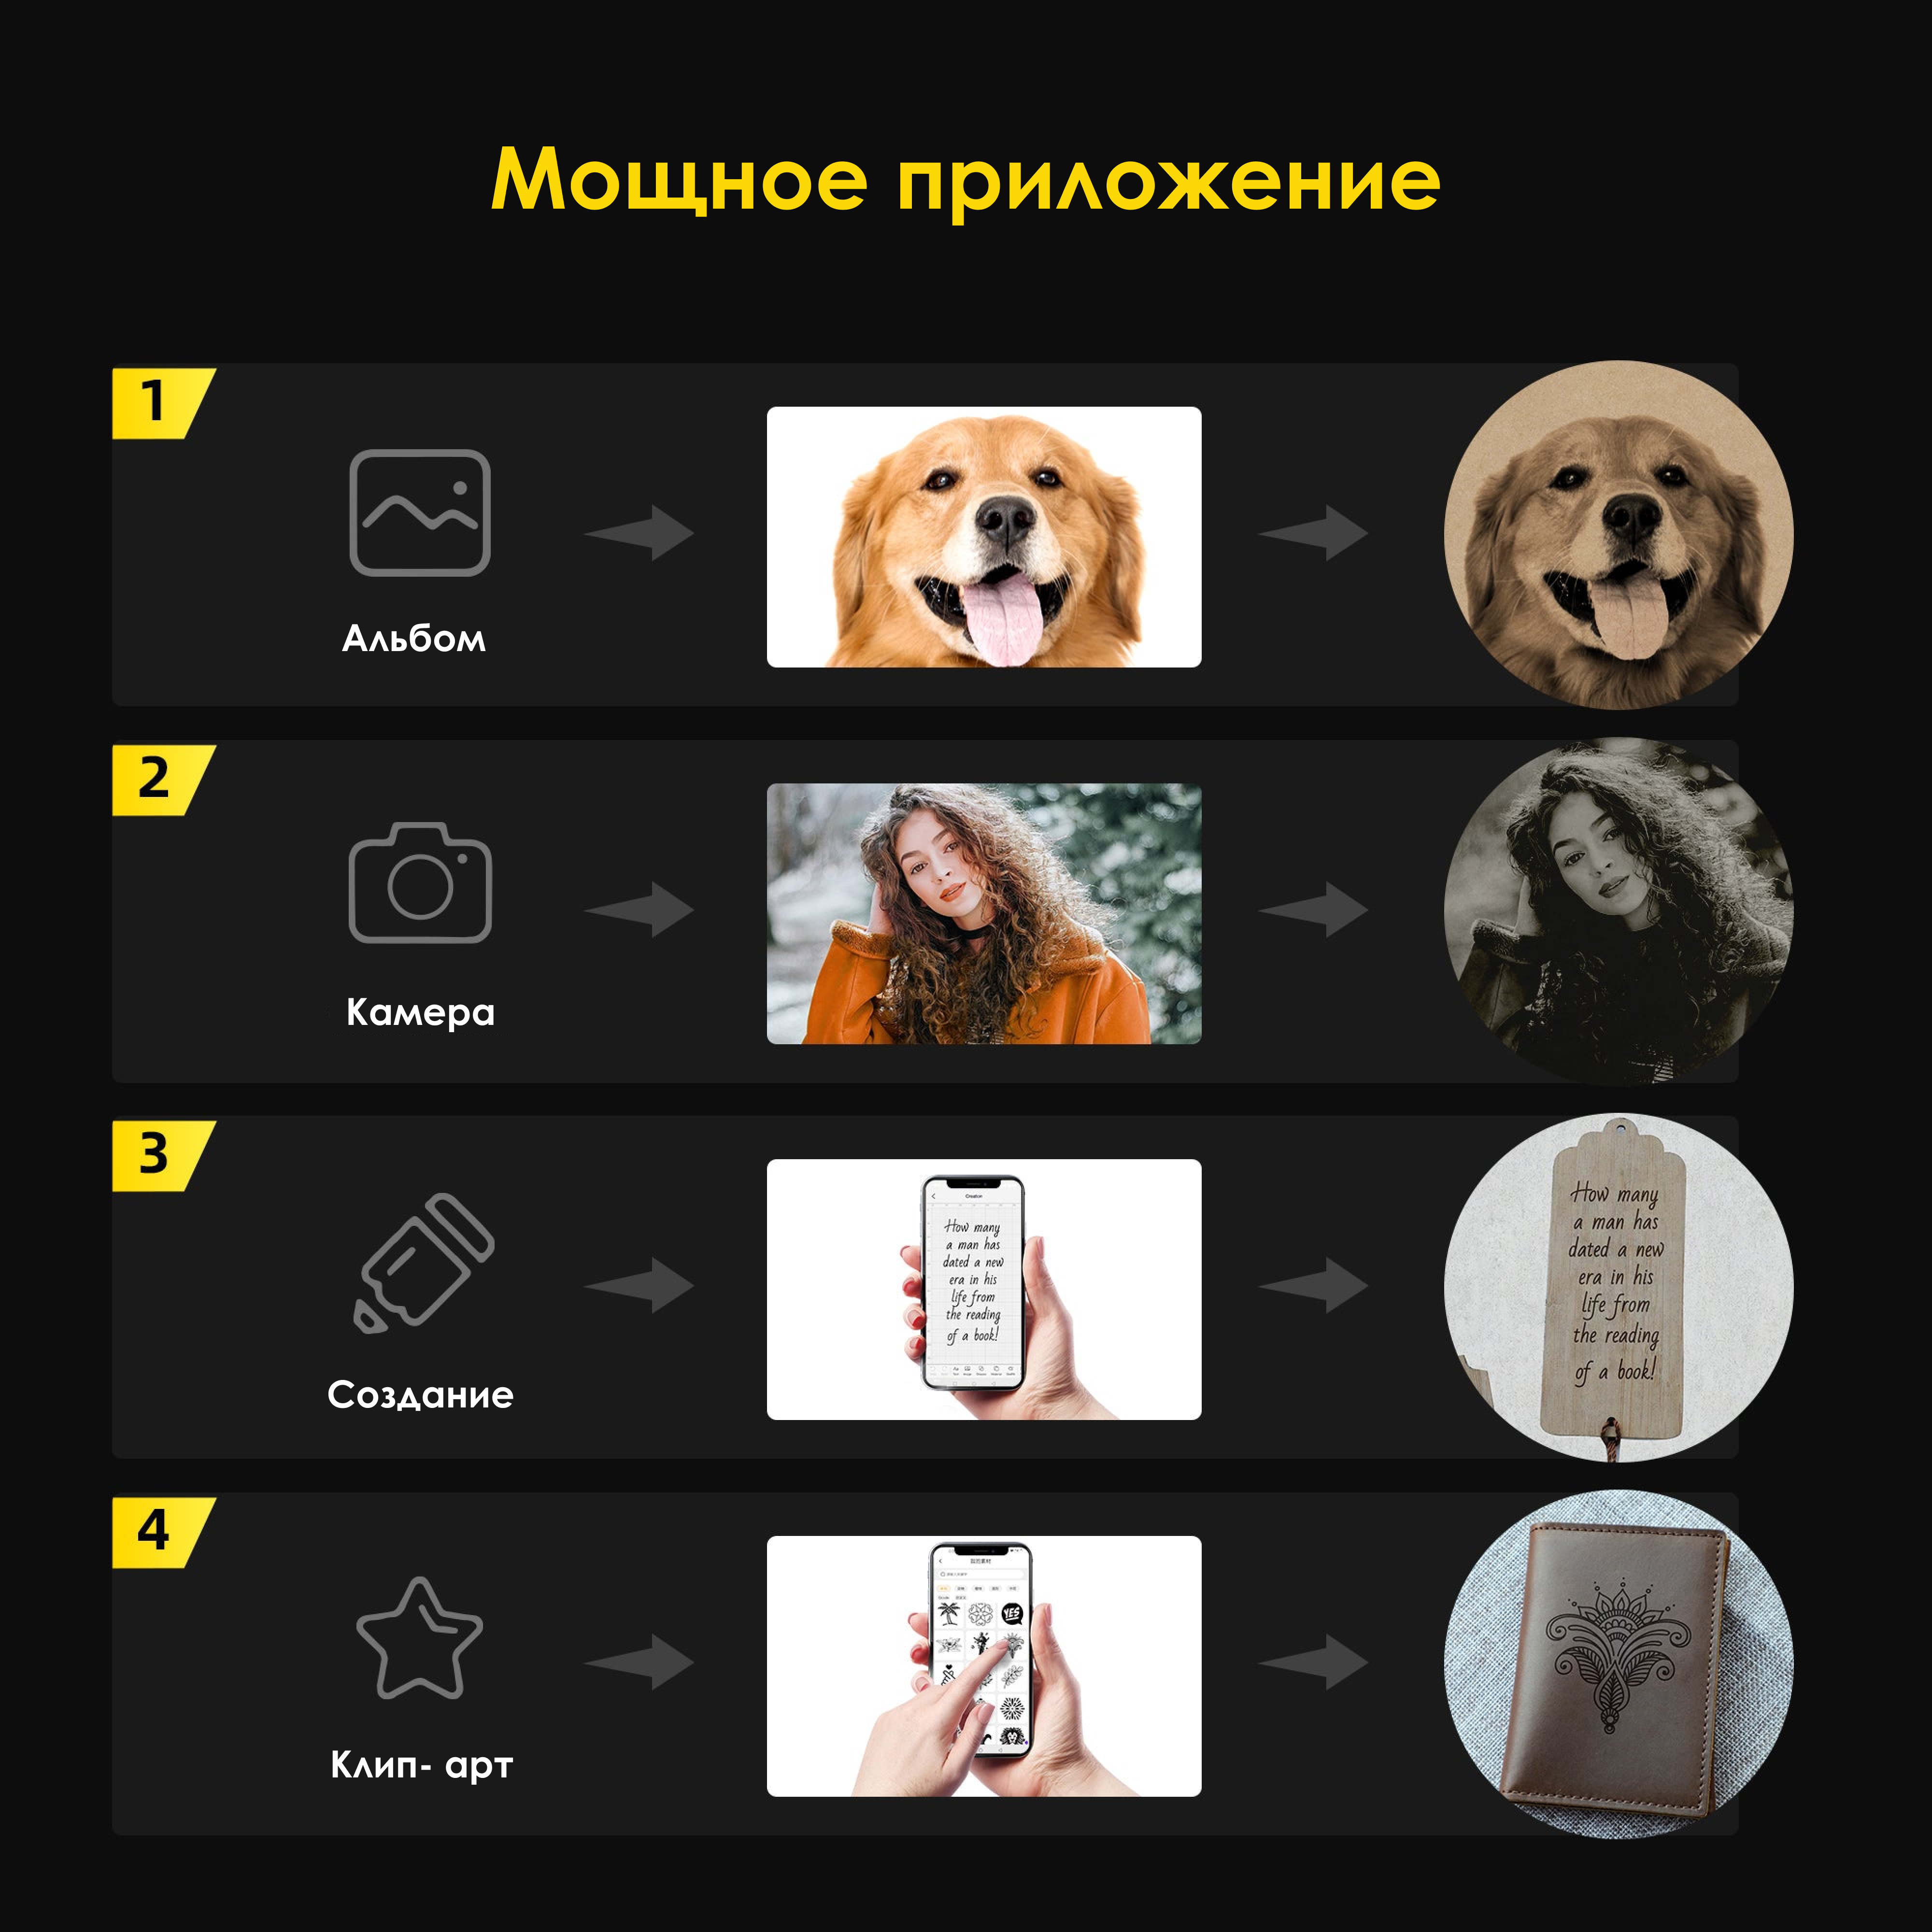 Мощное приложение
1
Альбом
2
Камера
3
Creation
How many
a man has
dated a new
era in his
life from
the reading
of a book!
How many
a man has
dated a new
era in his
life from
the reading
of a book!
Создание
4
YES
Клип- арт